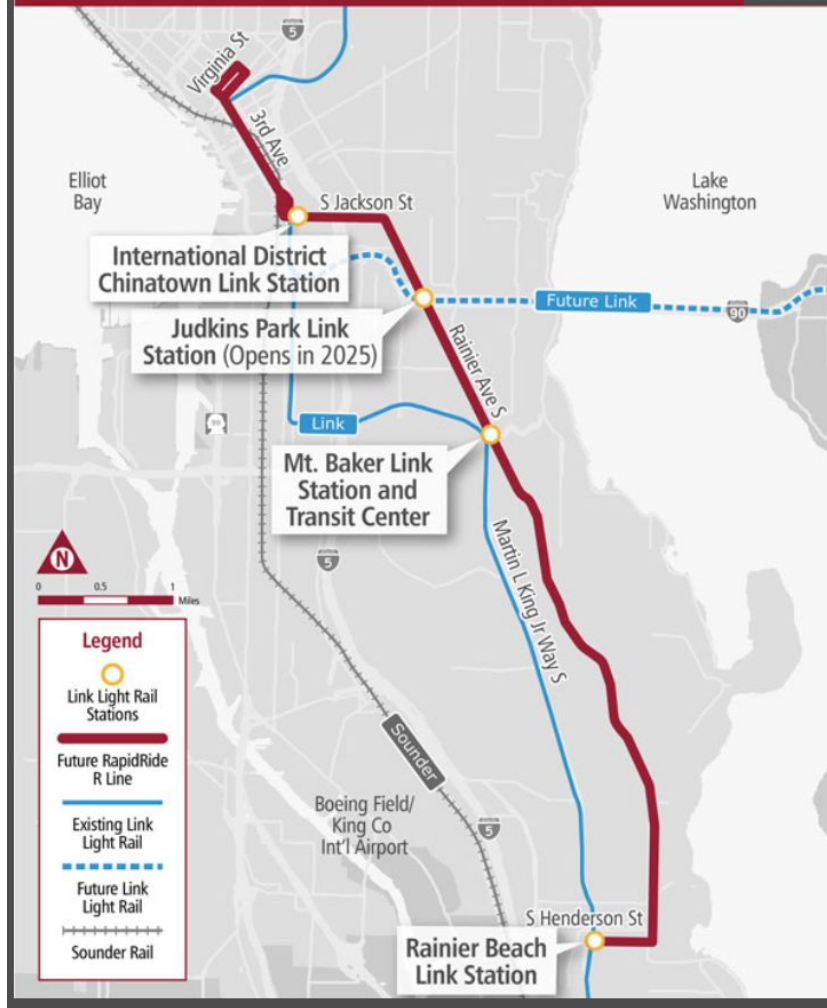 5
Virginia St
3rd Ave
Elliot
Bay
S Jackson St
Lake
Washington
International District
Chinatown Link Station
Future Link
90
Judkins Park Link
Station (Opens in 2025)
Rainier Ave S
99
Link
Mt. Baker Link
Station and
Transit Center
N
5
Martin L King Jr Way S
0 0.5 1
Miles
Legend
Link Light Rail
Stations
Future RapidRide
R Line
Existing Link
Light Rail
Future Link
Light Rail
Sounder Rail
Sounder
Boeing Field/
King Co
Int'l Airport
5
S Henderson St
Rainier Beach
Link Station